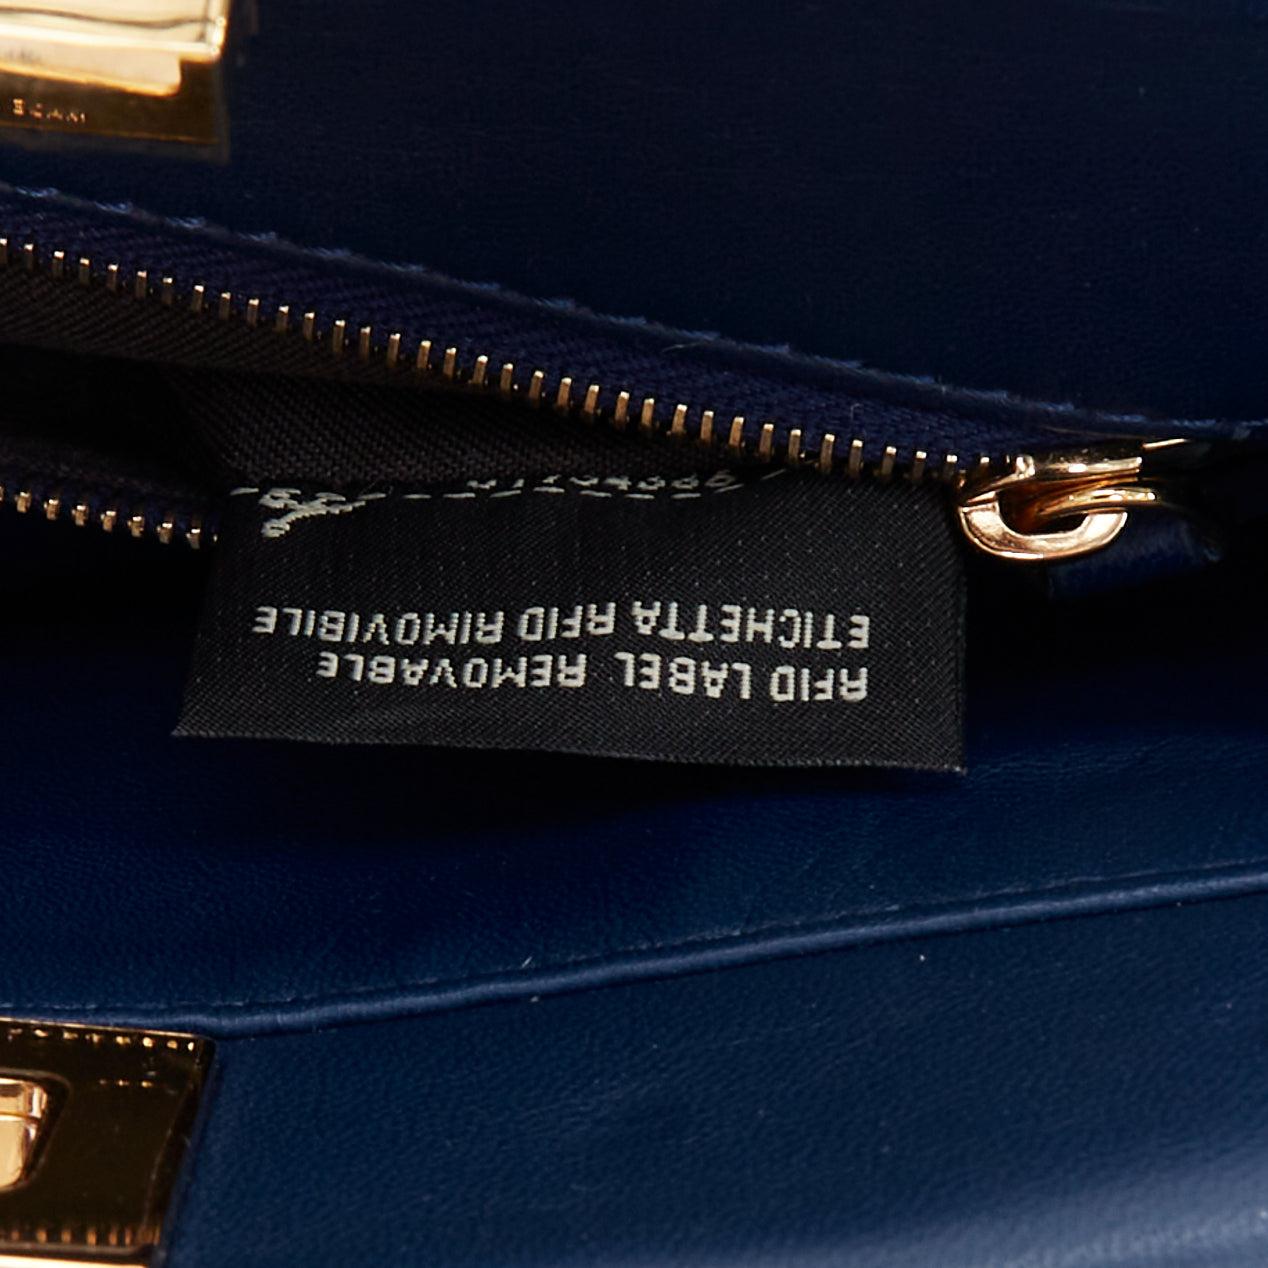 RFID LABEL REMOVABLE
ETICHETTA RFID RIMOVIBILE